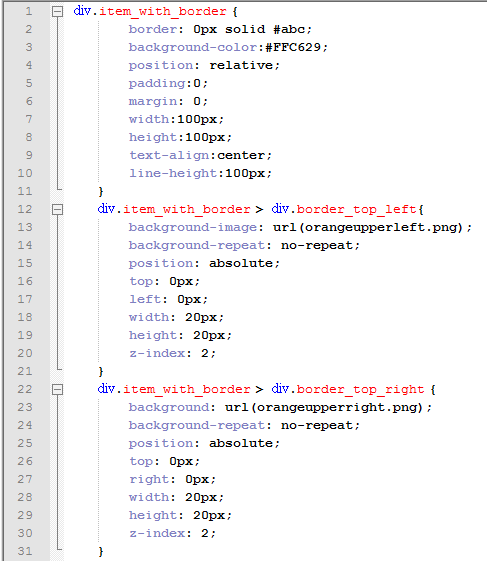 1 div.item_with_border {
2 border: 0px solid #abc;
3 background-color:#FFC629;
4 position: relative;
5 padding:0;
6 margin: 0;
7 width:100px;
8 height:100px;
9 text-align:center;
10 line-height:100px;
11 }
12 div.item_with_border > div.border_top_left{
13 background-image: url(orangeupperleft.png);
14 background-repeat: no-repeat;
15 position: absolute;
16 top: 0px;
17 left: 0px;
18 width: 20px;
19 height: 20px;
20 z-index: 2;
21 }
22 div.item_with_border > div.border_top_right {
23 background: url(orangeupperright.png);
24 background-repeat: no-repeat;
25 position: absolute;
26 top: 0px;
27 right: 0px;
28 width: 20px;
29 height: 20px;
30 z-index: 2;
31 }